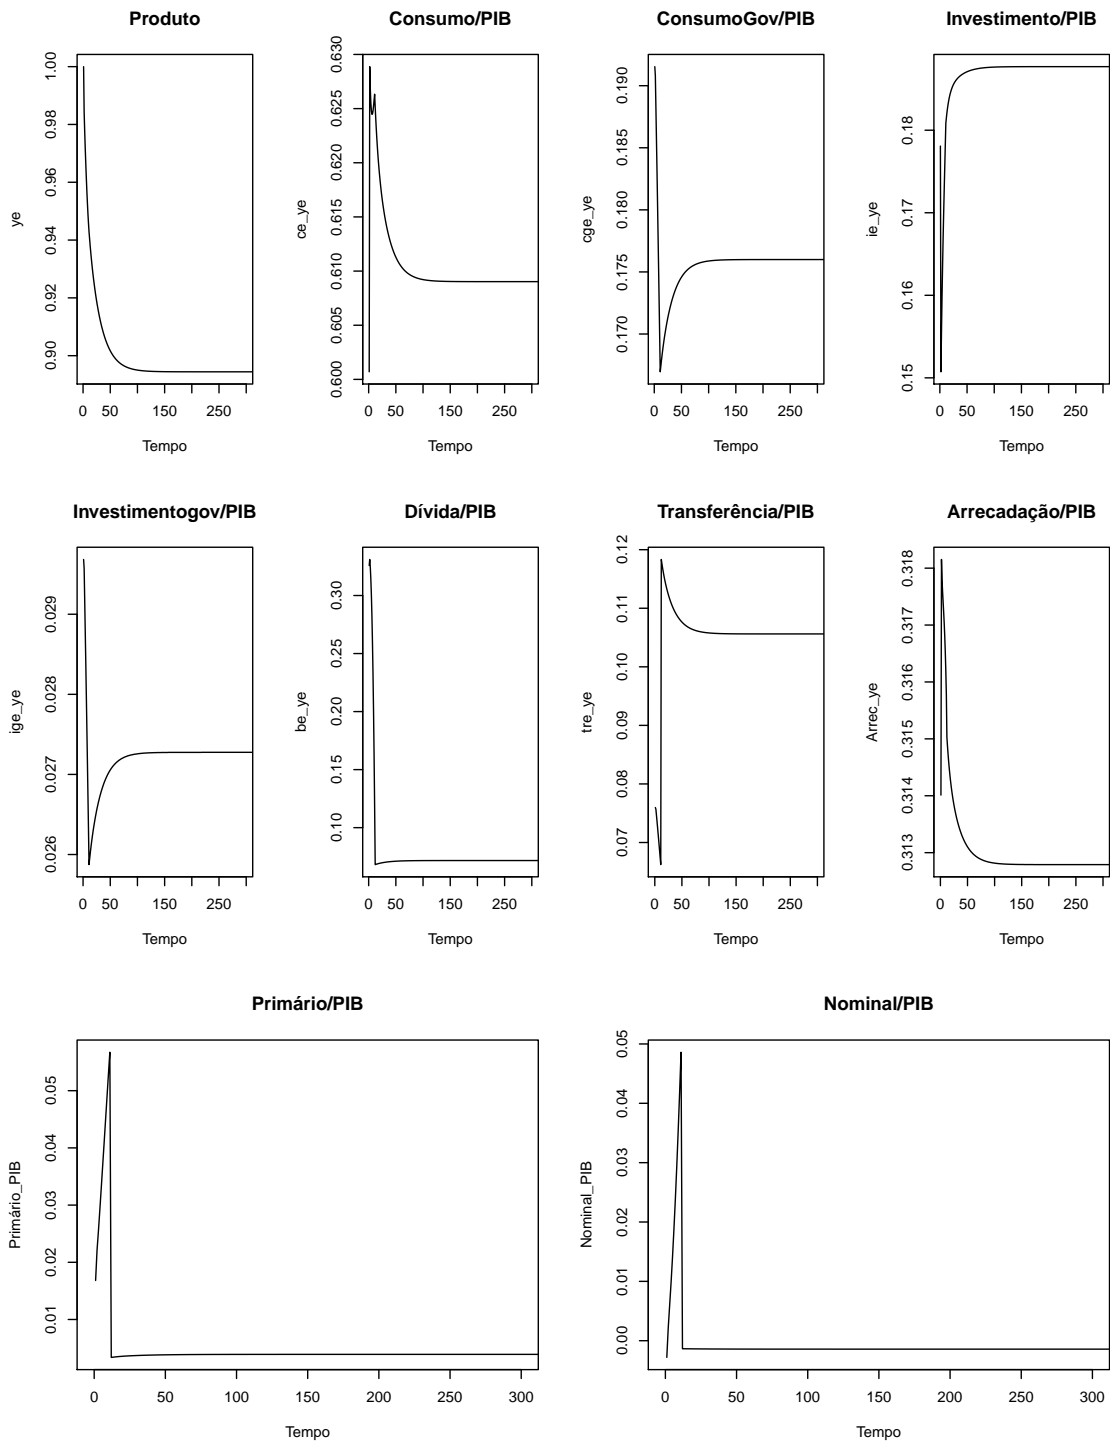 Produto
ye
0.90 0.92 0.94 0.96 0.98 1.00
0 50 150 250
Tempo
Consumo/PIB
ce_ye
0.600 0.605 0.610 0.615 0.620 0.625 0.630
0 50 150 250
Tempo
ConsumoGov/PIB
cge_ye
0.170 0.175 0.180 0.185 0.190
0 50 150 250
Tempo
Investimento/PIB
ie_ye
0.15 0.16 0.17 0.18
0 50 150 250
Tempo
Investimentogov/PIB
ige_ye
0.026 0.027 0.028 0.029
0 50 150 250
Tempo
Dívida/PIB
be_ye
0.10 0.15 0.20 0.25 0.30
0 50 150 250
Tempo
Transferência/PIB
tre_ye
0.07 0.08 0.09 0.10 0.11 0.12
0 50 150 250
Tempo
Arrecadação/PIB
Arrec_ye
0.313 0.314 0.315 0.316 0.317 0.318
0 50 150 250
Tempo
Primário/PIB
Primário_PIB
0.01 0.02 0.03 0.04 0.05
0 50 100 150 200 250 300
Tempo
Nominal/PIB
Nominal_PIB
0.00 0.01 0.02 0.03 0.04 0.05
0 50 100 150 200 250 300
Tempo